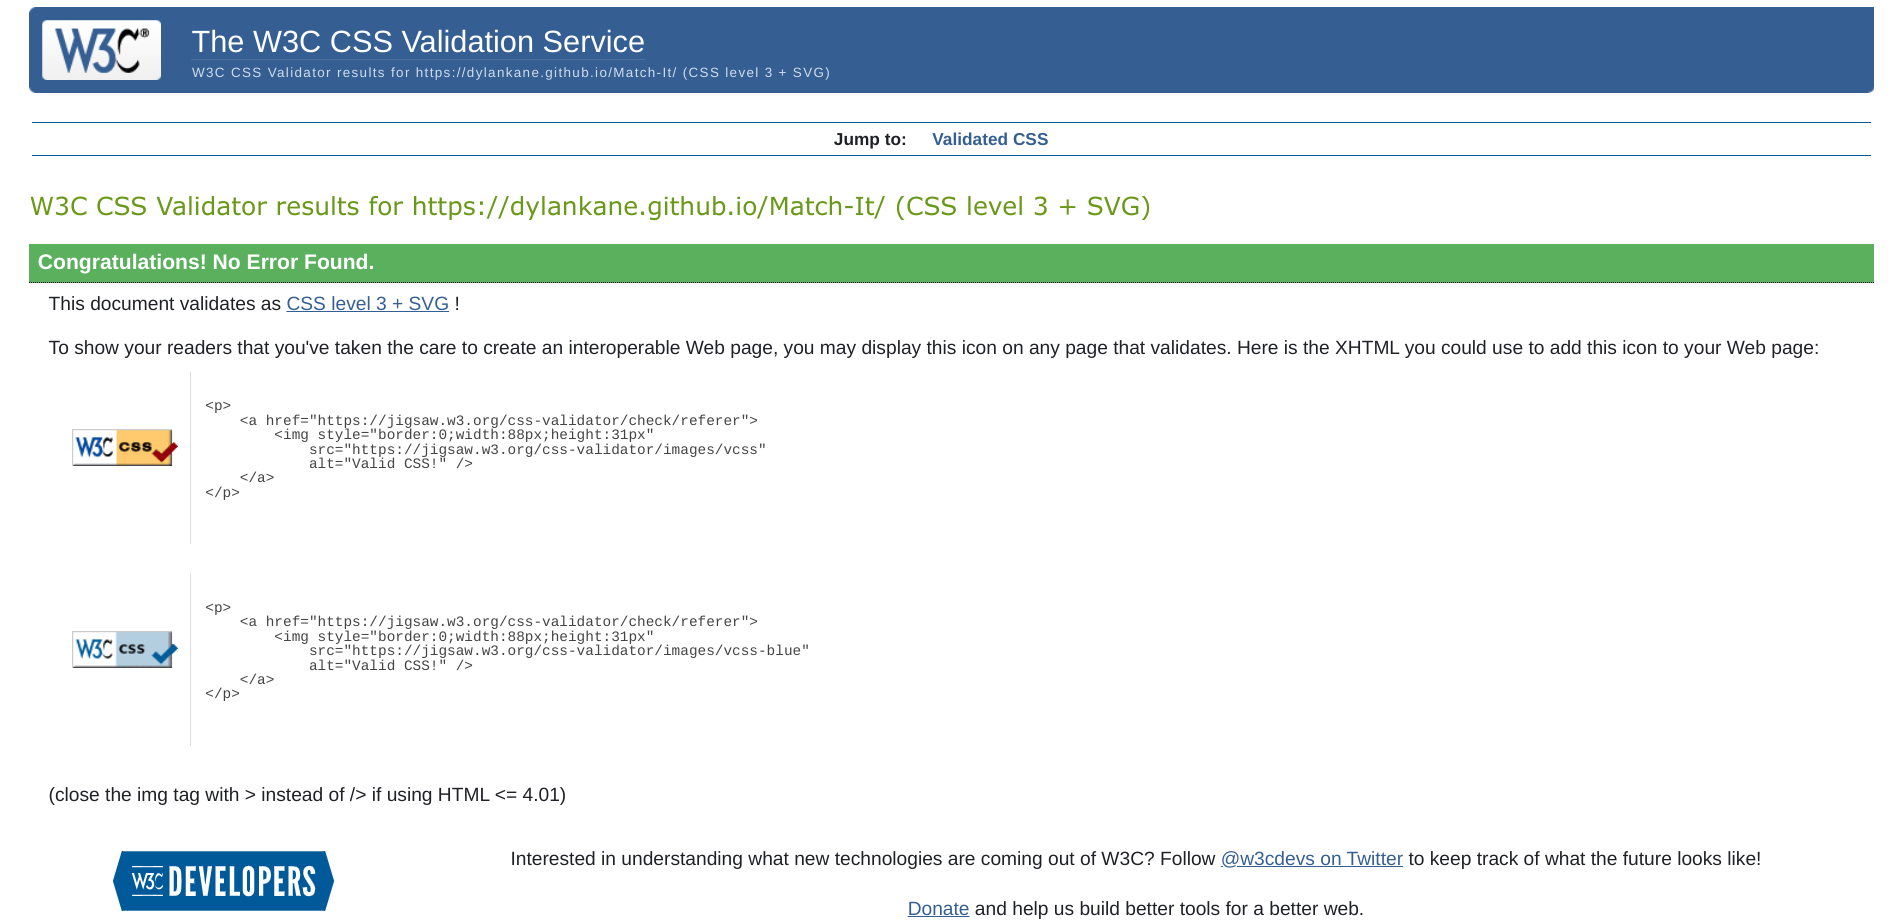 W3C®
The W3C CSS Validation Service
W3C CSS Validator results for https://dylankane.github.io/Match-It/ (CSS level 3 + SVG)
Jump to: Validated CSS
W3C CSS Validator results for https://dylankane.github.io/Match-It/ (CSS level 3 + SVG)
Congratulations! No Error Found.
This document validates as CSS level 3 + SVG !
To show your readers that you've taken the care to create an interoperable Web page, you may display this icon on any page that validates. Here is the XHTML you could use to add this icon to your Web page:
W3C css
<p>
    <a href="https://jigsaw.w3.org/css-validator/check/referer">
        <img style="border:0;width:88px;height:31px"
            src="https://jigsaw.w3.org/css-validator/images/vcss"
            alt="Valid CSS!" />
    </a>
</p>
W3C css
<p>
    <a href="https://jigsaw.w3.org/css-validator/check/referer">
        <img style="border:0;width:88px;height:31px"
            src="https://jigsaw.w3.org/css-validator/images/vcss-blue"
            alt="Valid CSS!" />
    </a>
</p>
(close the img tag with > instead of /> if using HTML <= 4.01)
W3C DEVELOPERS
Interested in understanding what new technologies are coming out of W3C? Follow @w3cdevs on Twitter to keep track of what the future looks like!
Donate and help us build better tools for a better web.